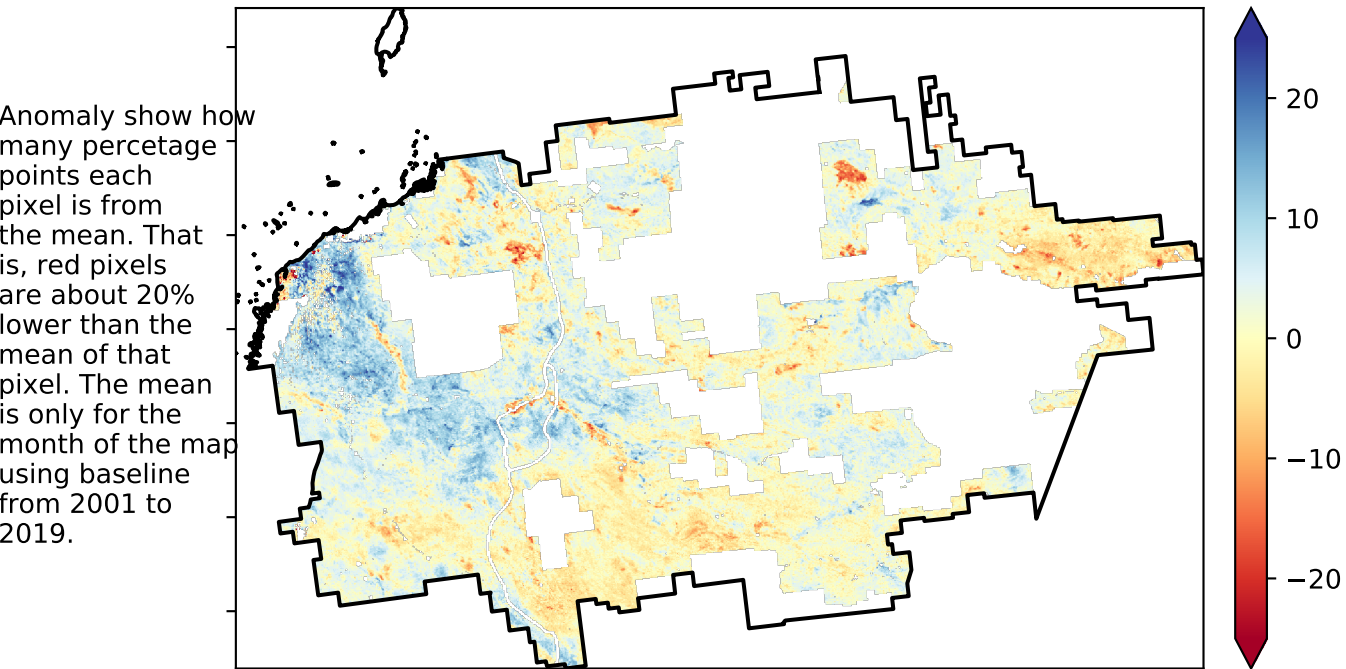 Anomaly show how
many percetage
points each
pixel is from
the mean. That
is, red pixels
are about 20%
lower than the
mean of that
pixel. The mean
is only for the
month of the map
using baseline
from 2001 to
2019.
20
10
0
−10
−20